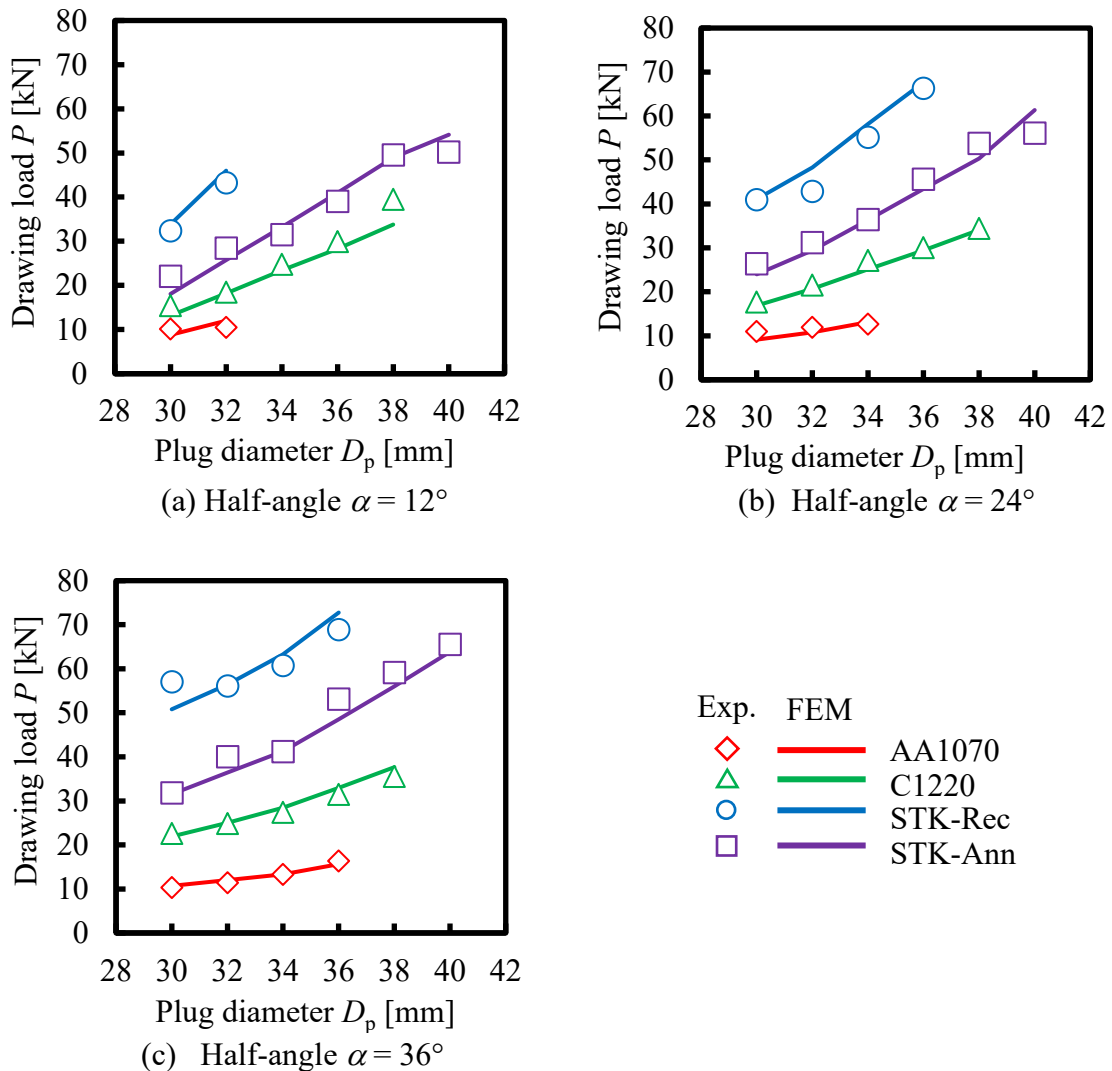 80
70
60
50
40
30
20
10
0
28 30 32 34 36 38 40 42
Drawing load P [kN]
Plug diameter Dp [mm]
(a) Half-angle α = 12°
80
70
60
50
40
30
20
10
0
28 30 32 34 36 38 40 42
Drawing load P [kN]
Plug diameter Dp [mm]
(b) Half-angle α = 24°
80
70
60
50
40
30
20
10
0
28 30 32 34 36 38 40 42
Drawing load P [kN]
Plug diameter Dp [mm]
(c) Half-angle α = 36°
Exp. FEM
AA1070
C1220
STK-Rec
STK-Ann